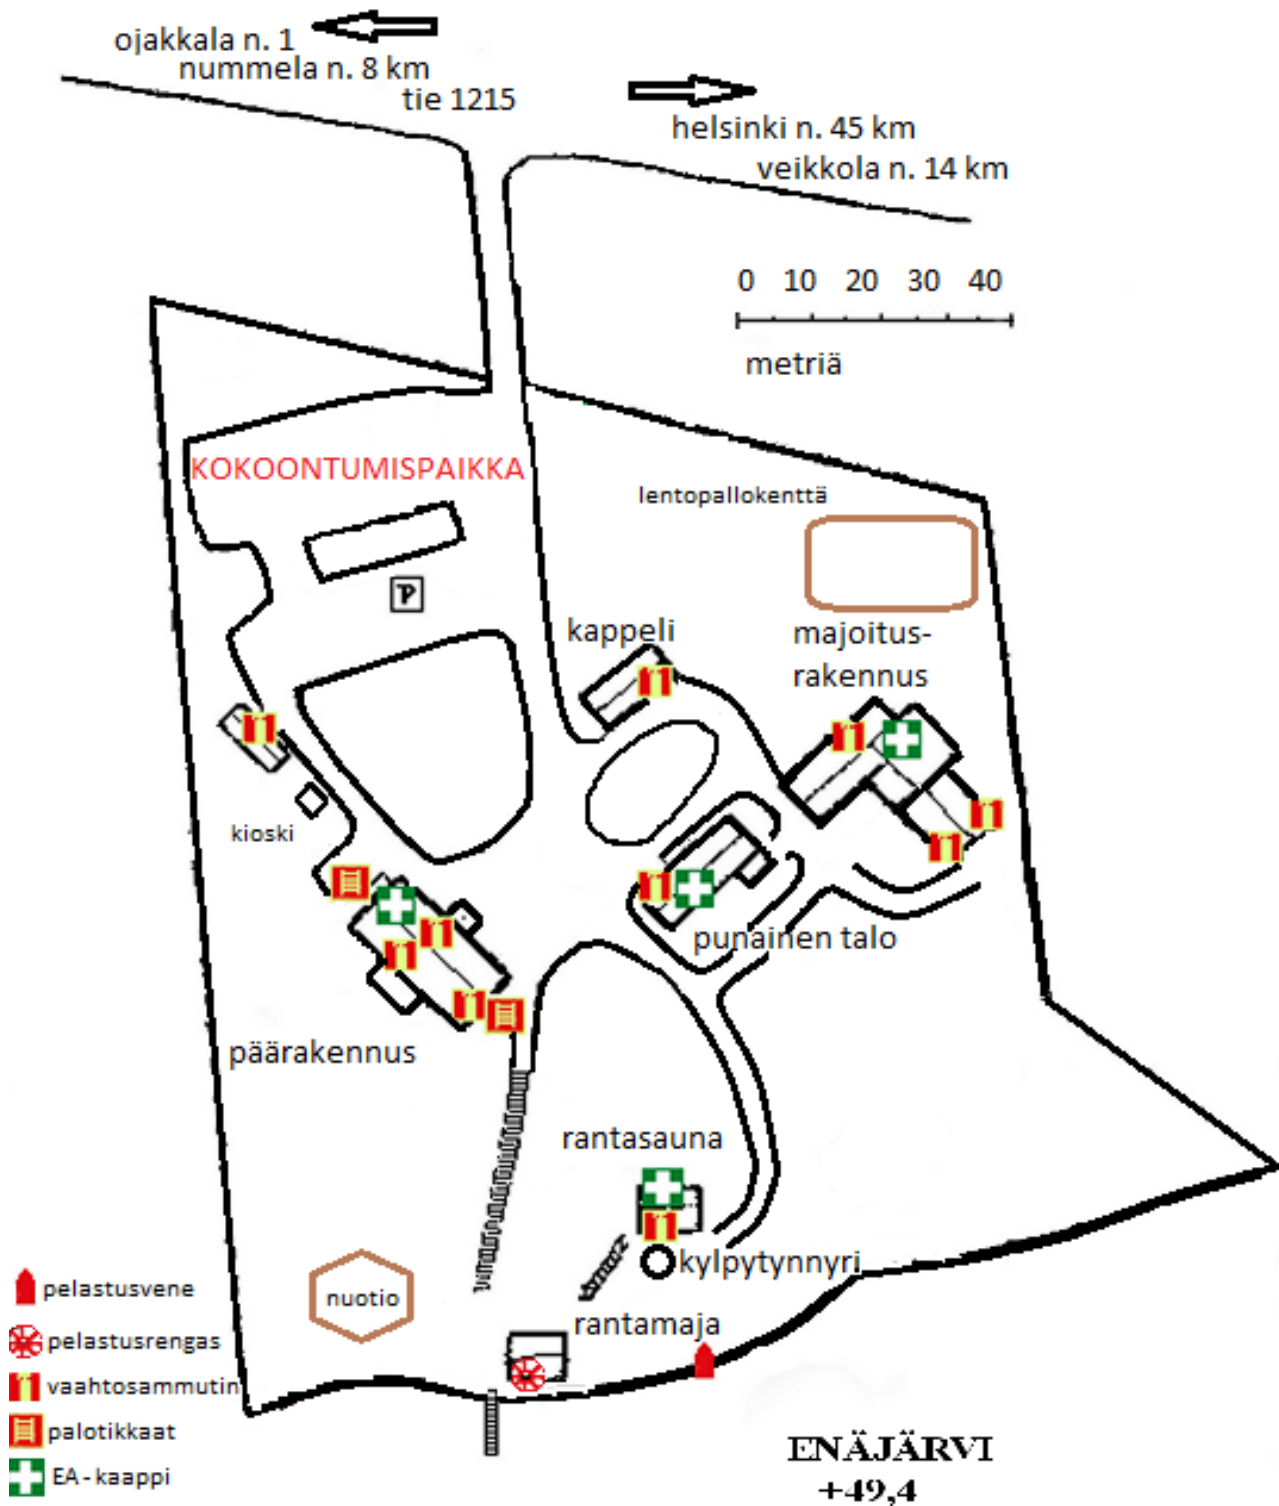 ojakkala n. 1
nummela n. 8 km
tie 1215
helsinki n. 45 km
veikkola n. 14 km
0 10 20 30 40
metriä
KOKOONTUMISPAIKKA
lentopallokenttä
P
kappeli
majoitus-
rakennus
kioski
punainen talo
päärakennus
rantasauna
kylpytynnyri
nuotio
rantamaja
pelastusvene
pelastusrengas
vaahtosammutin
palotikkaat
EA - kaappi
ENÄJÄRVI
+49,4